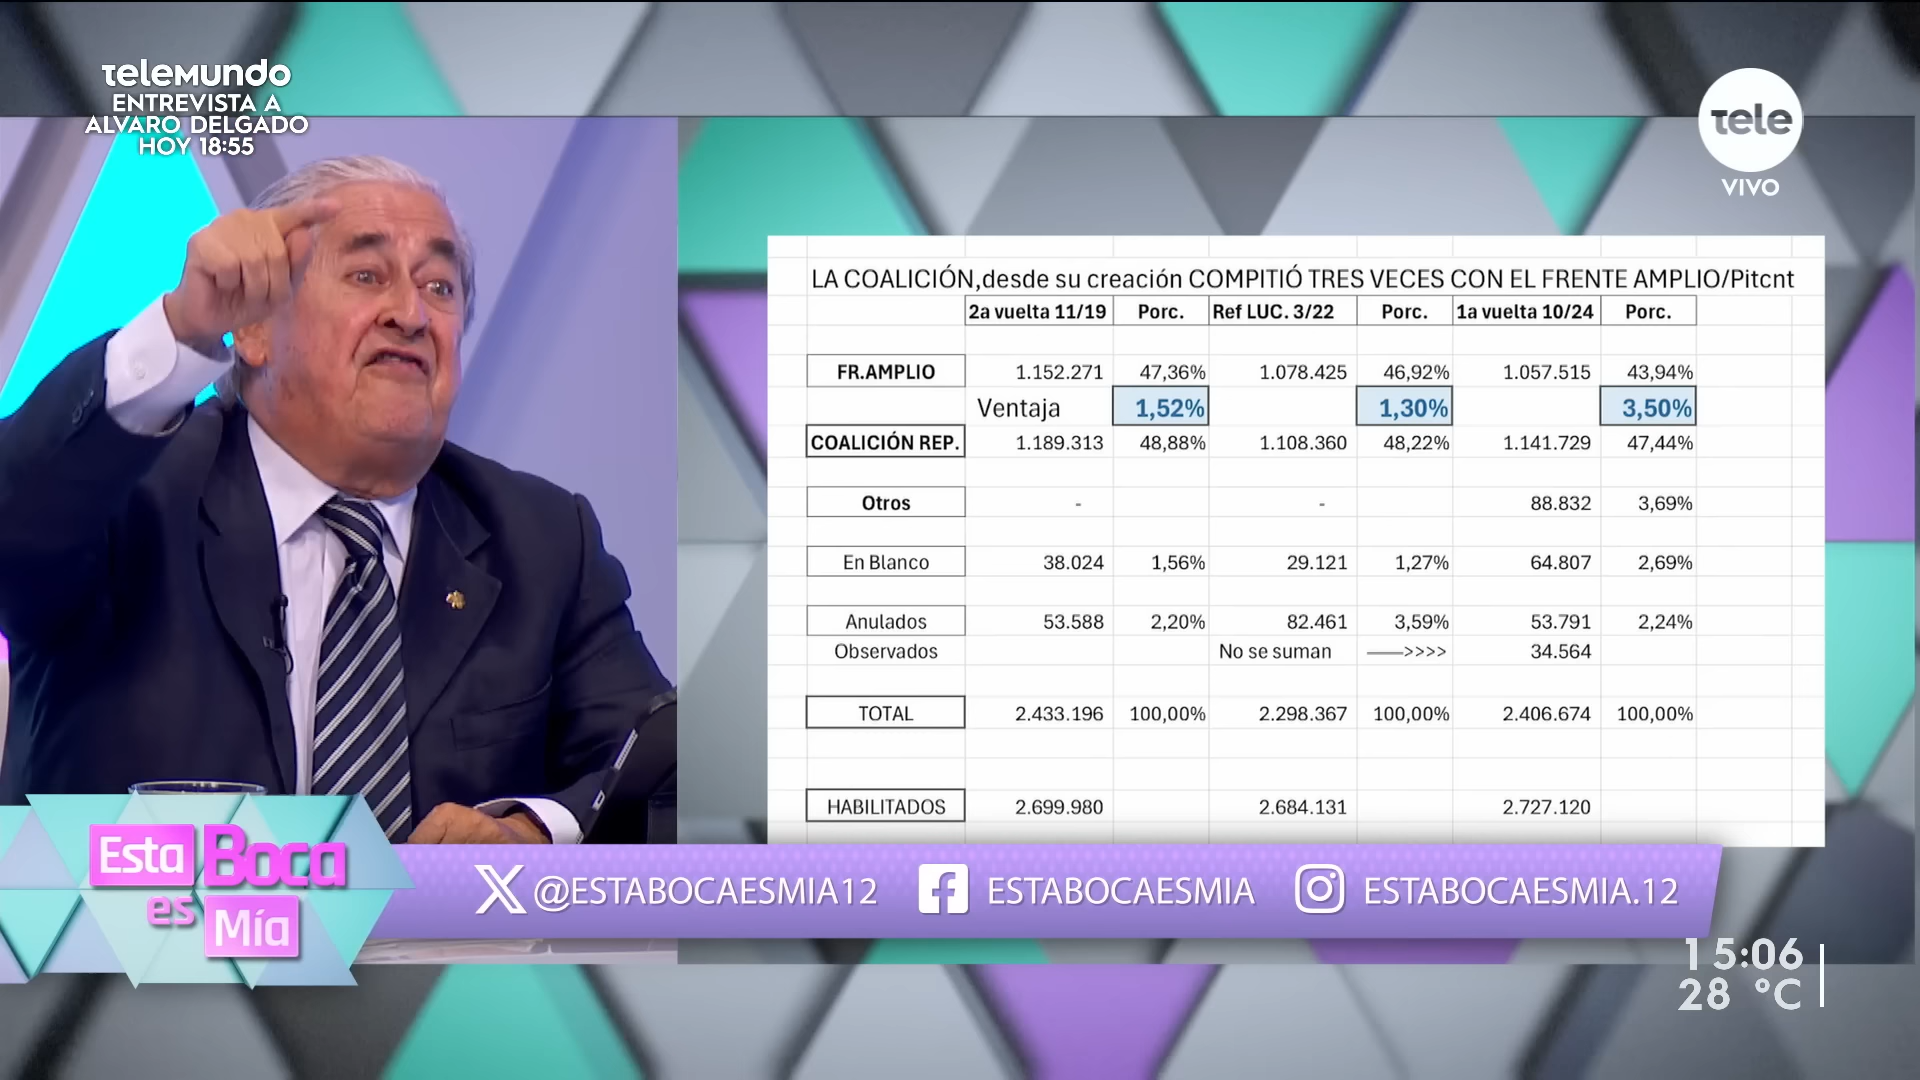 TELEMUNDO
ENTREVISTA A
ALVARO DELGADO
HOY 18:55
tele
VIVO
LA COALICIÓN,desde su creación COMPITIÓ TRES VECES CON EL FRENTE AMPLIO/Pitcnt
2a vuelta 11/19 Porc. Ref LUC. 3/22 Porc. 1a vuelta 10/24 Porc.
FR.AMPLIO 1.152.271 47,36% 1.078.425 46,92% 1.057.515 43,94%
Ventaja 1,52% 1,30% 3,50%
COALICIÓN REP. 1.189.313 48,88% 1.108.360 48,22% 1.141.729 47,44%
Otros - - 88.832 3,69%
En Blanco 38.024 1,56% 29.121 1,27% 64.807 2,69%
Anulados 53.588 2,20% 82.461 3,59% 53.791 2,24%
Observados No se suman ——>>>> 34.564
TOTAL 2.433.196 100,00% 2.298.367 100,00% 2.406.674 100,00%
HABILITADOS 2.699.980 2.684.131 2.727.120
Esta Boca
es Mía
@ESTABOCAESMIA12 ESTABOCAESMIA ESTABOCAESMIA.12
15:06
28 °C